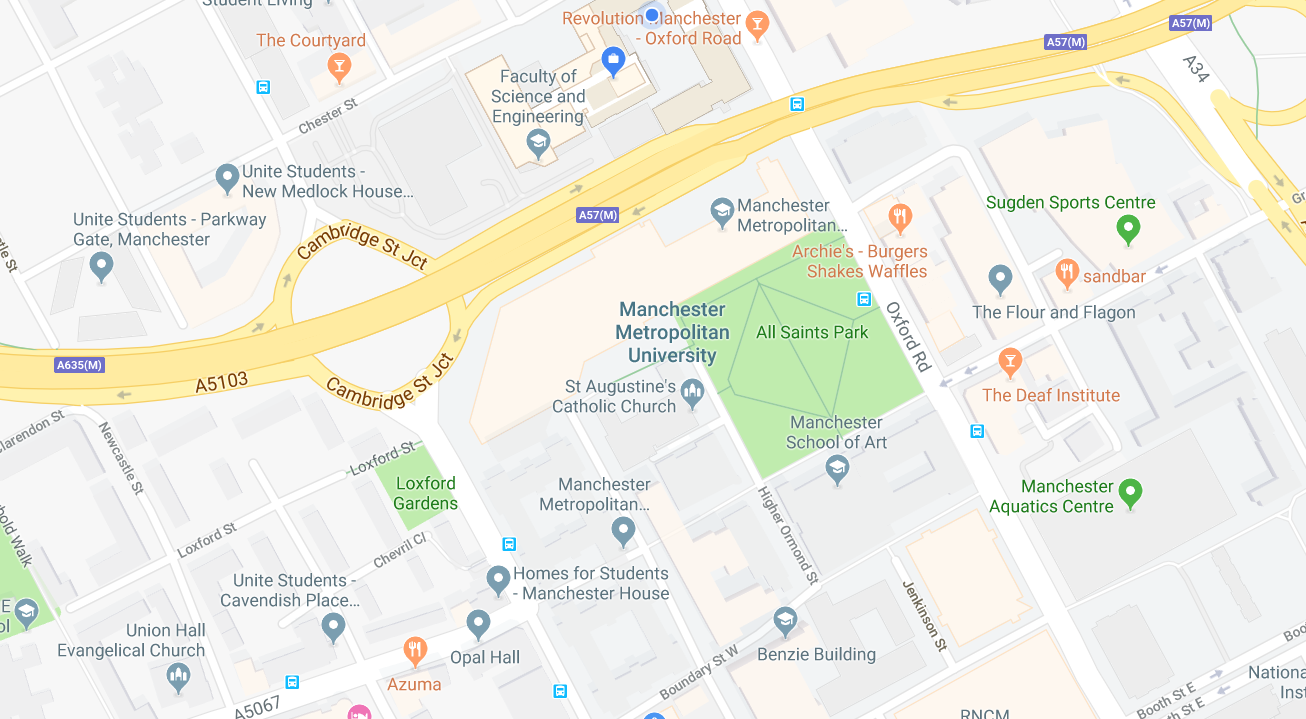 Student Living
Revolution Manchester
- Oxford Road
A57(M)
A57(M)
The Courtyard
A34
Faculty of
Science and
Engineering
Chester St
Unite Students -
New Medlock House...
Unite Students - Parkway
Gate, Manchester
A57(M)
Manchester
Metropolitan...
Sugden Sports Centre
Cambridge St Jct
Archie's - Burgers
Shakes Waffles
sandbar
The Flour and Flagon
Manchester
Metropolitan
University
All Saints Park
Oxford Rd
A635(M)
A5103
Cambridge St Jct
St Augustine's
Catholic Church
The Deaf Institute
Manchester
School of Art
Clarendon St
Newcastle St
Loxford St
Loxford
Gardens
Manchester
Metropolitan...
Manchester
Aquatics Centre
Higher Ormond St
Loxford St
Chevril Cl
Homes for Students
- Manchester House
Unite Students -
Cavendish Place...
Jenkinson St
Union Hall
Evangelical Church
Opal Hall
Benzie Building
Azuma
Boundary St W
A5067
RNCM
Booth St E
National